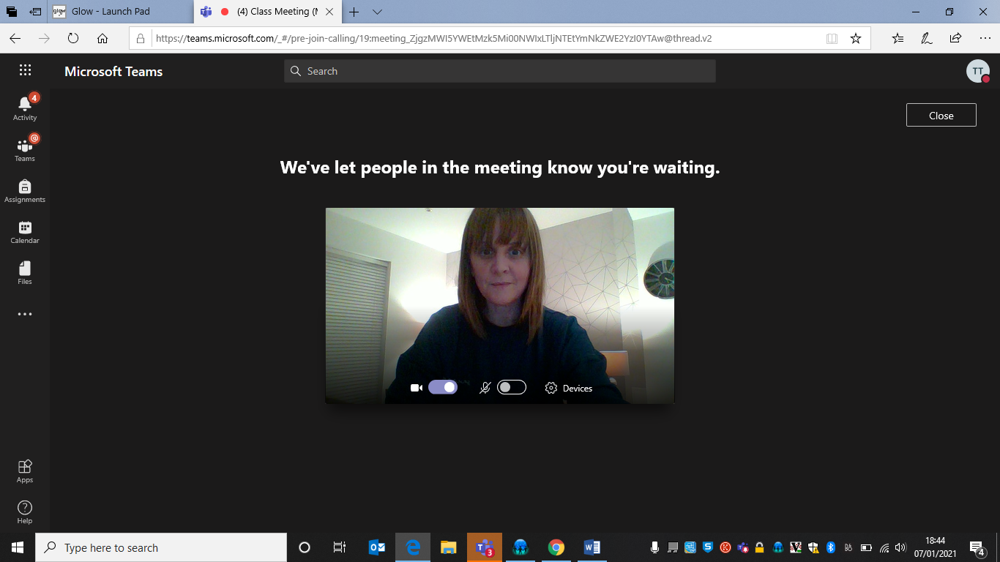 glow Glow - Launch Pad
(4) Class Meeting (M
https://teams.microsoft.com/_#/pre-join-calling/19:meeting_ZjgzMWI5YWEtMzk5Mi00NWIxLTljNTEtYmNkZWE2YzI0YTAw@thread.v2
Microsoft Teams
Search
TT
4
Activity
@
Teams
Assignments
Calendar
Files
Close
We've let people in the meeting know you're waiting.
Devices
Apps
Help
Type here to search
3
18:44
07/01/2021
4